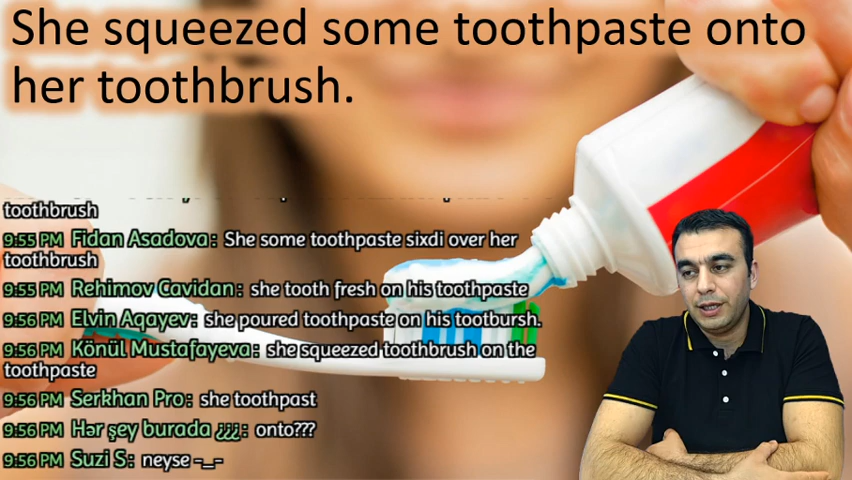 She squeezed some toothpaste onto
her toothbrush.
toothbrush
9:55 PM Fidan Asadova: She some toothpaste sixdi over her
toothbrush
9:55 PM Rehimov Cavidan: she tooth fresh on his toothpaste
9:56 PM Elvin Aqayev: she poured toothpaste on his tootbursh.
9:56 PM Könül Mustafayeva: she squeezed toothbrush on the
toothpaste
9:56 PM Serkhan Pro: she toothpast
9:56 PM Hər şey burada ¿¿¿: onto???
9:56 PM Suzi S: neyse -_-